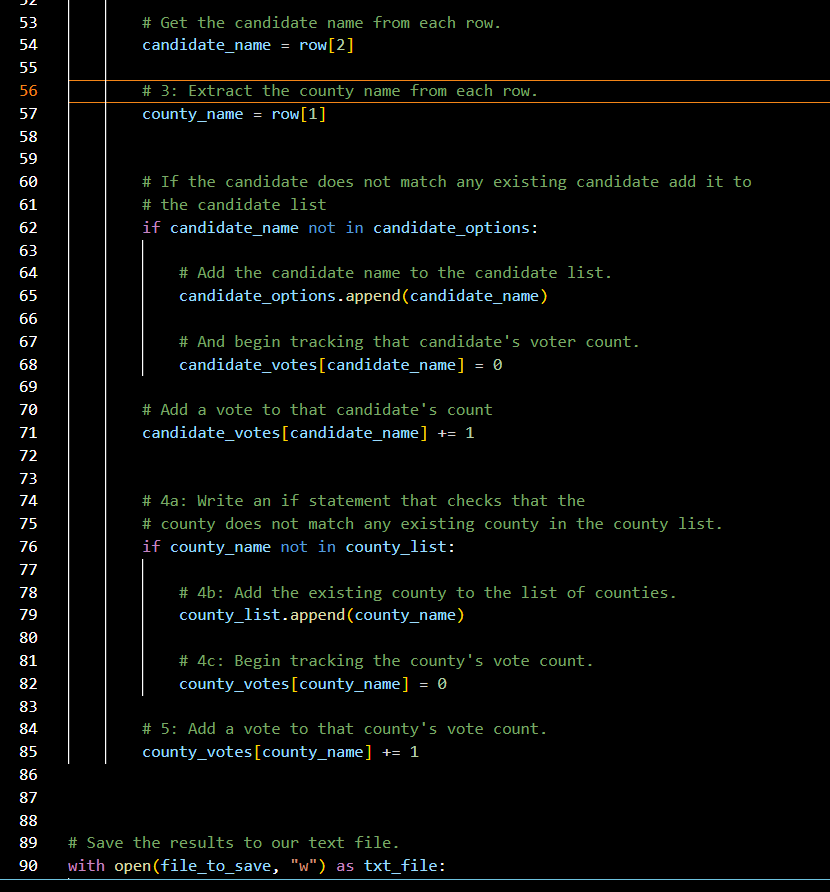 52
53 # Get the candidate name from each row.
54 candidate_name = row[2]
55
56 # 3: Extract the county name from each row.
57 county_name = row[1]
58
59
60 # If the candidate does not match any existing candidate add it to
61 # the candidate list
62 if candidate_name not in candidate_options:
63
64 # Add the candidate name to the candidate list.
65 candidate_options.append(candidate_name)
66
67 # And begin tracking that candidate's voter count.
68 candidate_votes[candidate_name] = 0
69
70 # Add a vote to that candidate's count
71 candidate_votes[candidate_name] += 1
72
73
74 # 4a: Write an if statement that checks that the
75 # county does not match any existing county in the county list.
76 if county_name not in county_list:
77
78 # 4b: Add the existing county to the list of counties.
79 county_list.append(county_name)
80
81 # 4c: Begin tracking the county's vote count.
82 county_votes[county_name] = 0
83
84 # 5: Add a vote to that county's vote count.
85 county_votes[county_name] += 1
86
87
88
89 # Save the results to our text file.
90 with open(file_to_save, "w") as txt_file: